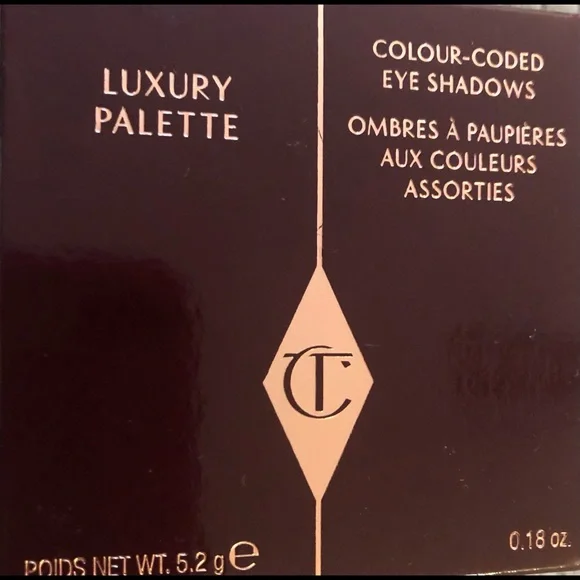 LUXURY
PALETTE
COLOUR-CODED
EYE SHADOWS
OMBRES À PAUPIÈRES
AUX COULEURS
ASSORTIES
CT
POIDS NET WT. 5.2 g ℮
0.18 oz.